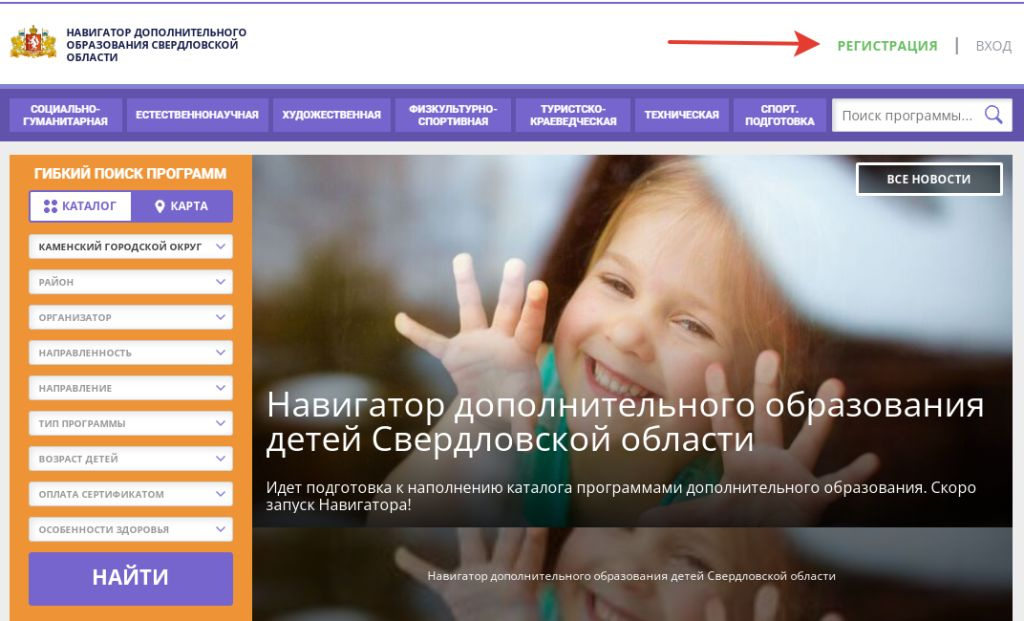 НАВИГАТОР ДОПОЛНИТЕЛЬНОГО
ОБРАЗОВАНИЯ СВЕРДЛОВСКОЙ
ОБЛАСТИ
РЕГИСТРАЦИЯ | ВХОД
СОЦИАЛЬНО-
ГУМАНИТАРНАЯ
ЕСТЕСТВЕННОНАУЧНАЯ
ХУДОЖЕСТВЕННАЯ
ФИЗКУЛЬТУРНО-
СПОРТИВНАЯ
ТУРИСТСКО-
КРАЕВЕДЧЕСКАЯ
ТЕХНИЧЕСКАЯ
СПОРТ.
ПОДГОТОВКА
Поиск программы...
ГИБКИЙ ПОИСК ПРОГРАММ
КАТАЛОГ
КАРТА
КАМЕНСКИЙ ГОРОДСКОЙ ОКРУГ
РАЙОН
ОРГАНИЗАТОР
НАПРАВЛЕННОСТЬ
НАПРАВЛЕНИЕ
ТИП ПРОГРАММЫ
ВОЗРАСТ ДЕТЕЙ
ОПЛАТА СЕРТИФИКАТОМ
ОСОБЕННОСТИ ЗДОРОВЬЯ
НАЙТИ
ВСЕ НОВОСТИ
Навигатор дополнительного образования
детей Свердловской области
Идет подготовка к наполнению каталога программами дополнительного образования. Скоро
запуск Навигатора!
Навигатор дополнительного образования детей Свердловской области